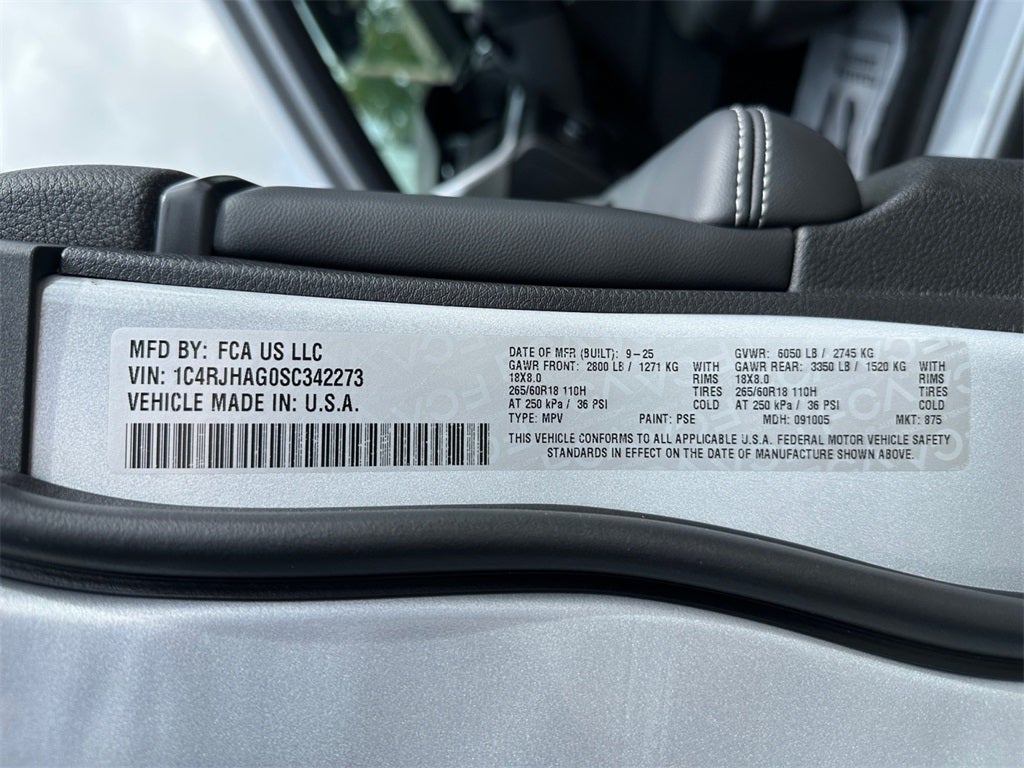 MFD BY: FCA US LLC
VIN: 1C4RJHAG0SC342273
VEHICLE MADE IN: U.S.A.
DATE OF MFR (BUILT): 9-25 GVWR: 6050 LB / 2745 KG
GAWR FRONT: 2800 LB / 1271 KG WITH GAWR REAR: 3350 LB / 1520 KG WITH
18X8.0 RIMS 18X8.0 RIMS
265/60R18 110H TIRES 265/60R18 110H TIRES
AT 250 kPa / 36 PSI COLD AT 250 kPa / 36 PSI COLD
TYPE: MPV PAINT: PSE MDH: 091005 MKT: 875
THIS VEHICLE CONFORMS TO ALL APPLICABLE U.S.A. FEDERAL MOTOR VEHICLE SAFETY
STANDARDS IN EFFECT ON THE DATE OF MANUFACTURE SHOWN ABOVE.